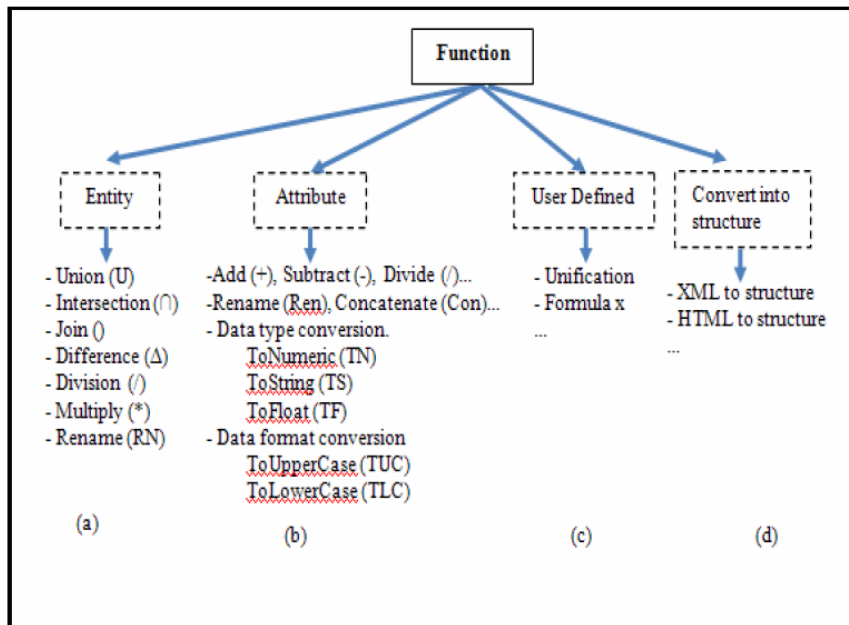 Function
Entity
- Union (U)
- Intersection (∩)
- Join ()
- Difference (Δ)
- Division (/)
- Multiply (*)
- Rename (RN)
(a)
Attribute
-Add (+), Subtract (-), Divide (/)...
-Rename (Ren), Concatenate (Con)...
- Data type conversion.
ToNumeric (TN)
ToString (TS)
ToFloat (TF)
- Data format conversion
ToUpperCase (TUC)
ToLowerCase (TLC)
(b)
User Defined
- Unification
- Formula x
...
(c)
Convert into
structure
- XML to structure
- HTML to structure
...
(d)